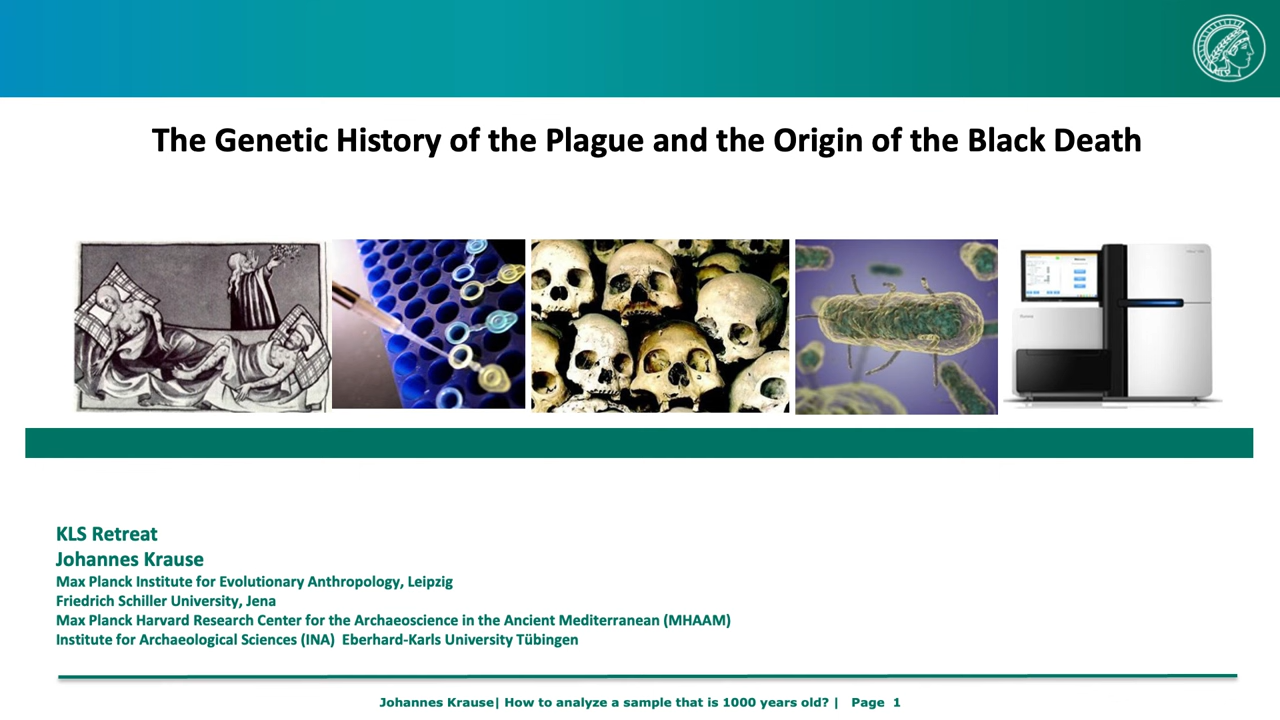 The Genetic History of the Plague and the Origin of the Black Death
KLS Retreat
Johannes Krause
Max Planck Institute for Evolutionary Anthropology, Leipzig
Friedrich Schiller University, Jena
Max Planck Harvard Research Center for the Archaeoscience in the Ancient Mediterranean (MHAAM)
Institute for Archaeological Sciences (INA)  Eberhard-Karls University Tübingen
Johannes Krause| How to analyze a sample that is 1000 years old? |   Page  1